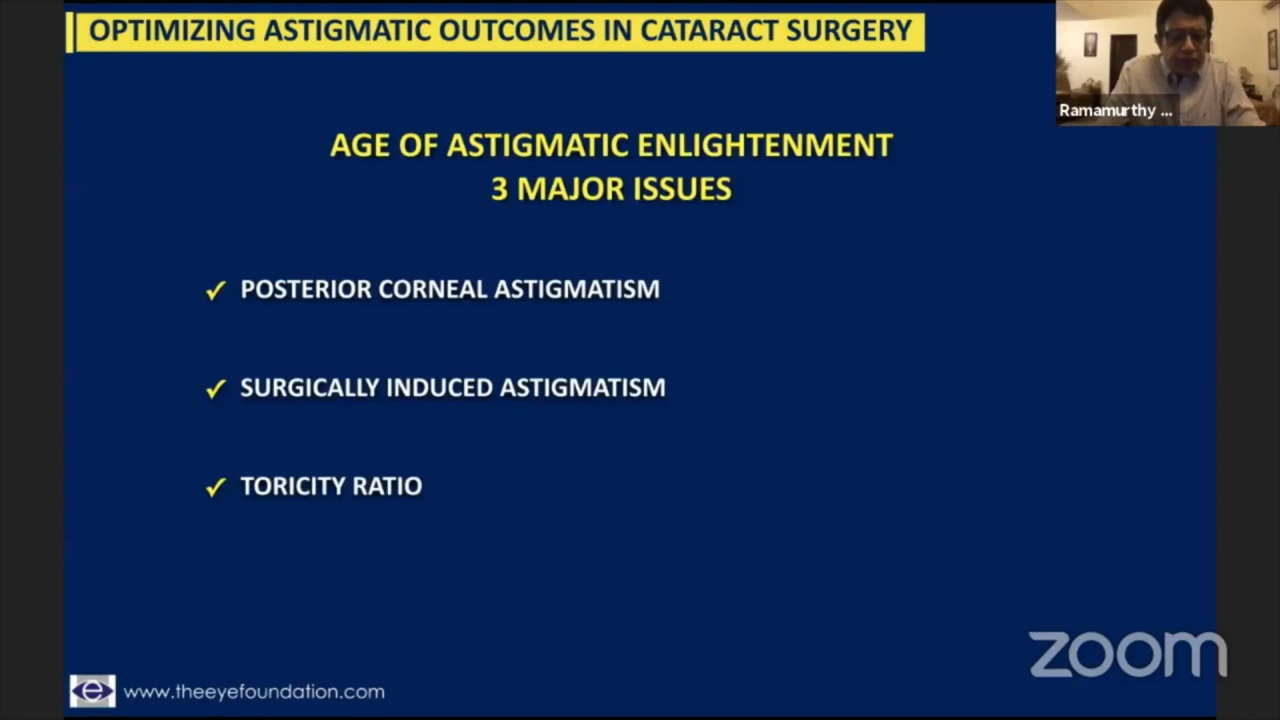 OPTIMIZING ASTIGMATIC OUTCOMES IN CATARACT SURGERY
Ramamurthy ...
AGE OF ASTIGMATIC ENLIGHTENMENT
3 MAJOR ISSUES
✓ POSTERIOR CORNEAL ASTIGMATISM
✓ SURGICALLY INDUCED ASTIGMATISM
✓ TORICITY RATIO
zoom
e www.theeyefoundation.com